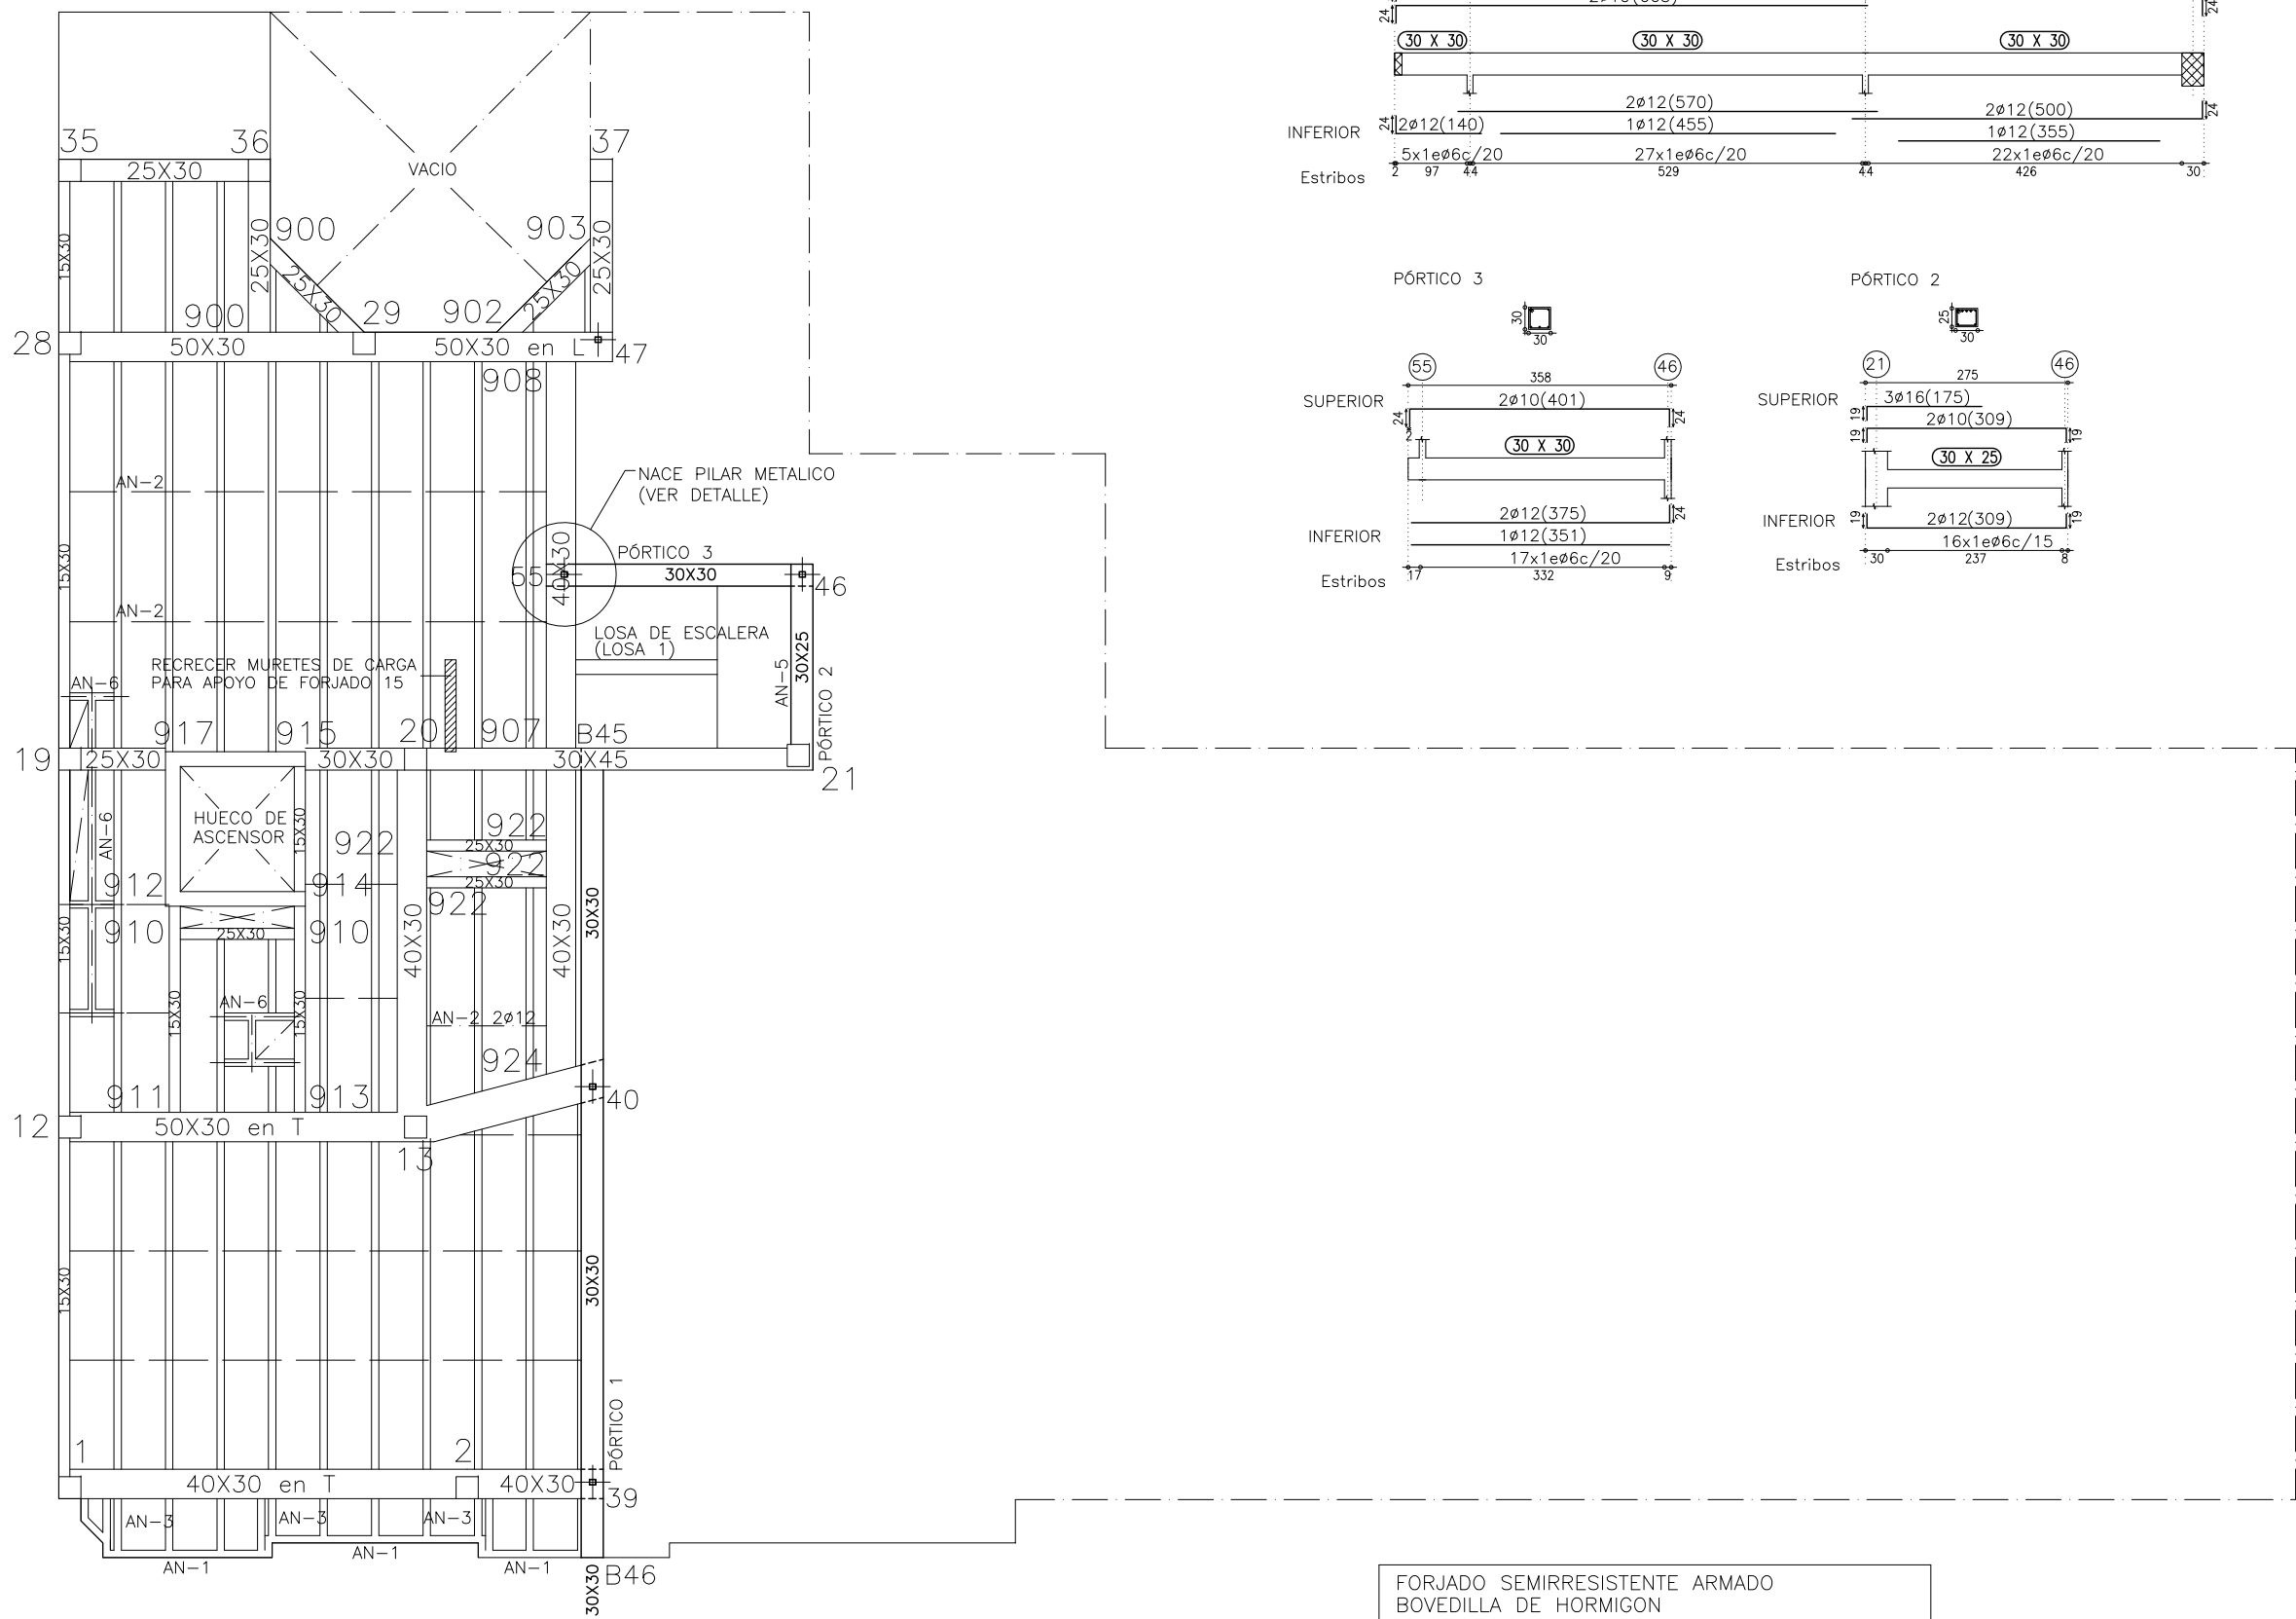 35
36
37
25X30
VACIO
15X30
25X30
900
903
25X30
25X30
25X30
900
29
902
28
50X30
50X30 en L
47
908
AN-2
NACE PILAR METALICO
(VER DETALLE)
15X30
40X30
PÓRTICO 3
55
30X30
46
AN-2
LOSA DE ESCALERA
(LOSA 1)
RECRECER MURETES DE CARGA
PARA APOYO DE FORJADO 15
AN-6
AN-5
30X25
PÓRTICO 2
917
915
20
907
B45
19
25X30
30X30
30X45
21
HUECO DE
ASCENSOR
AN-6
15X30
922
922
25X30
922
25X30
912
914
922
910
910
15X30
25X30
40X30
40X30
30X30
AN-6
15X30
15X30
AN-2 2ø12
924
911
913
40
12
50X30 en T
13
15X30
30X30
PÓRTICO 1
1
2
40X30 en T
40X30
39
AN-3
AN-3
AN-3
AN-1
AN-1
AN-1
B46
30X30
24
24
30 X 30
30 X 30
30 X 30
2ø12(570)
2ø12(500)
24
INFERIOR
24
2ø12(140)
1ø12(455)
1ø12(355)
5x1eø6c/20
27x1eø6c/20
22x1eø6c/20
Estribos
2
97
44
529
44
426
30
PÓRTICO 3
30
30
55
46
358
SUPERIOR
2ø10(401)
24
24
2
30 X 30
2ø12(375)
24
INFERIOR
1ø12(351)
17x1eø6c/20
Estribos
17
332
9
PÓRTICO 2
25
30
21
46
275
SUPERIOR
3ø16(175)
19
2ø10(309)
19
19
30 X 25
INFERIOR
19
2ø12(309)
19
16x1eø6c/15
Estribos
30
237
8
FORJADO SEMIRRESISTENTE ARMADO
BOVEDILLA DE HORMIGON